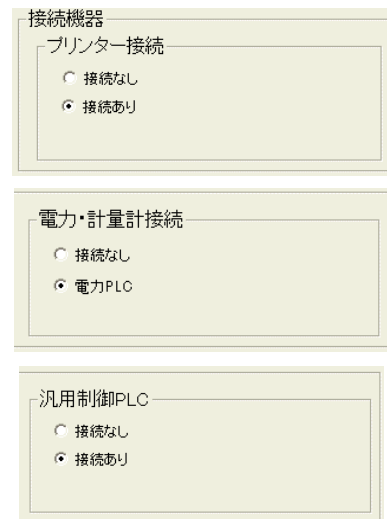 接続機器
プリンター接続
接続なし
接続あり
電力・計量計接続
接続なし
電力PLC
汎用制御PLC
接続なし
接続あり